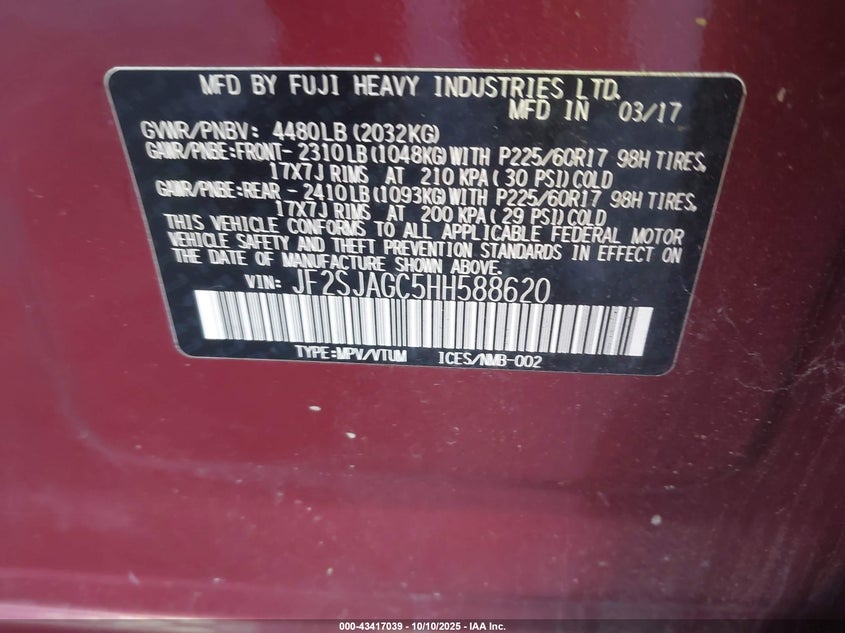 MFD BY FUJI HEAVY INDUSTRIES LTD.
MFD IN 03/17
GVWR/PNBV: 4480LB (2032KG)
GAWR/PNBE:FRONT- 2310LB (1048KG) WITH P225/60R17 98H TIRES,
17X7J RIMS AT 210 KPA ( 30 PSI) COLD
GAWR/PNBE:REAR - 2410LB (1093KG) WITH P225/60R17 98H TIRES,
17X7J RIMS AT 200 KPA ( 29 PSI) COLD
THIS VEHICLE CONFORMS TO ALL APPLICABLE FEDERAL MOTOR
VEHICLE SAFETY AND THEFT PREVENTION STANDARDS IN EFFECT ON
THE DATE OF MANUFACTURE SHOWN ABOVE.
VIN: JF2SJAGC5HH588620
TYPE:MPV/VTUM ICES/NMB-002
000-43417039 | 10/10/2025 - IAA Inc.